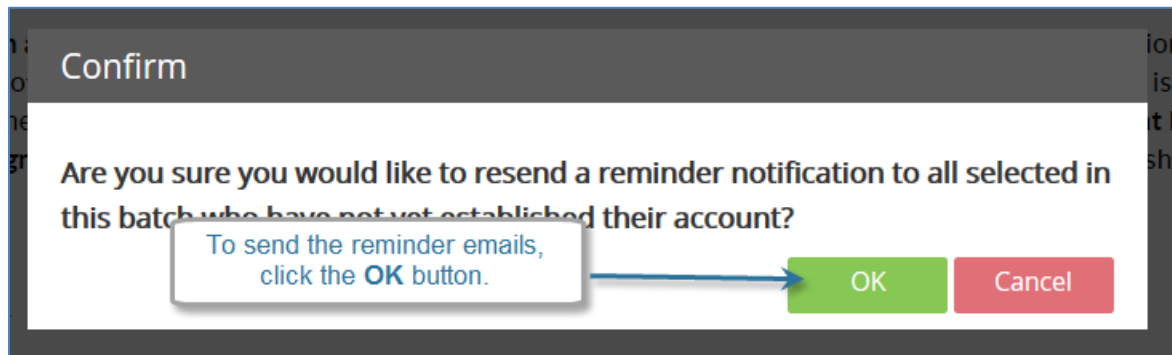 Confirm
Are you sure you would like to resend a reminder notification to all selected in
this batch who have not yet established their account?
To send the reminder emails,
click the OK button.
OK
Cancel